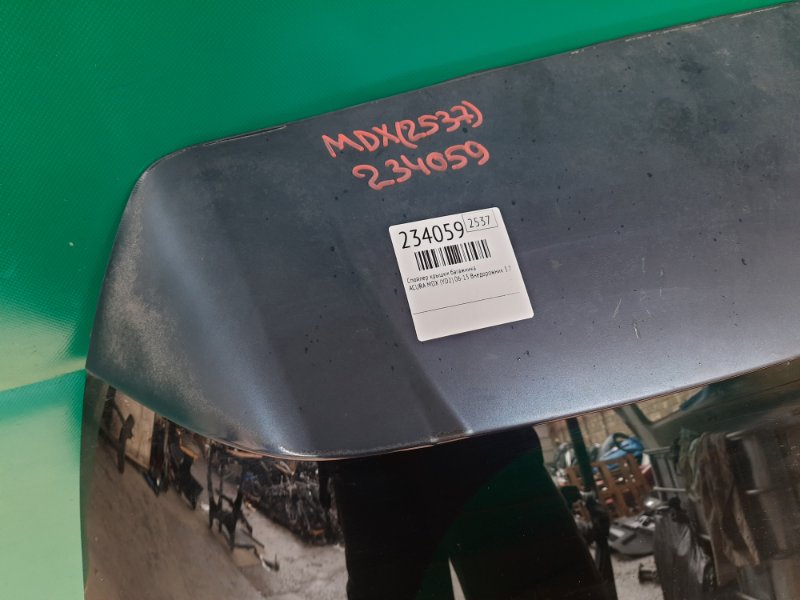 MDX(2537)
234059
234059 2537
Спойлер крышки багажника
ACURA MDX (YD2) 06-13 Внедорожник 3.7